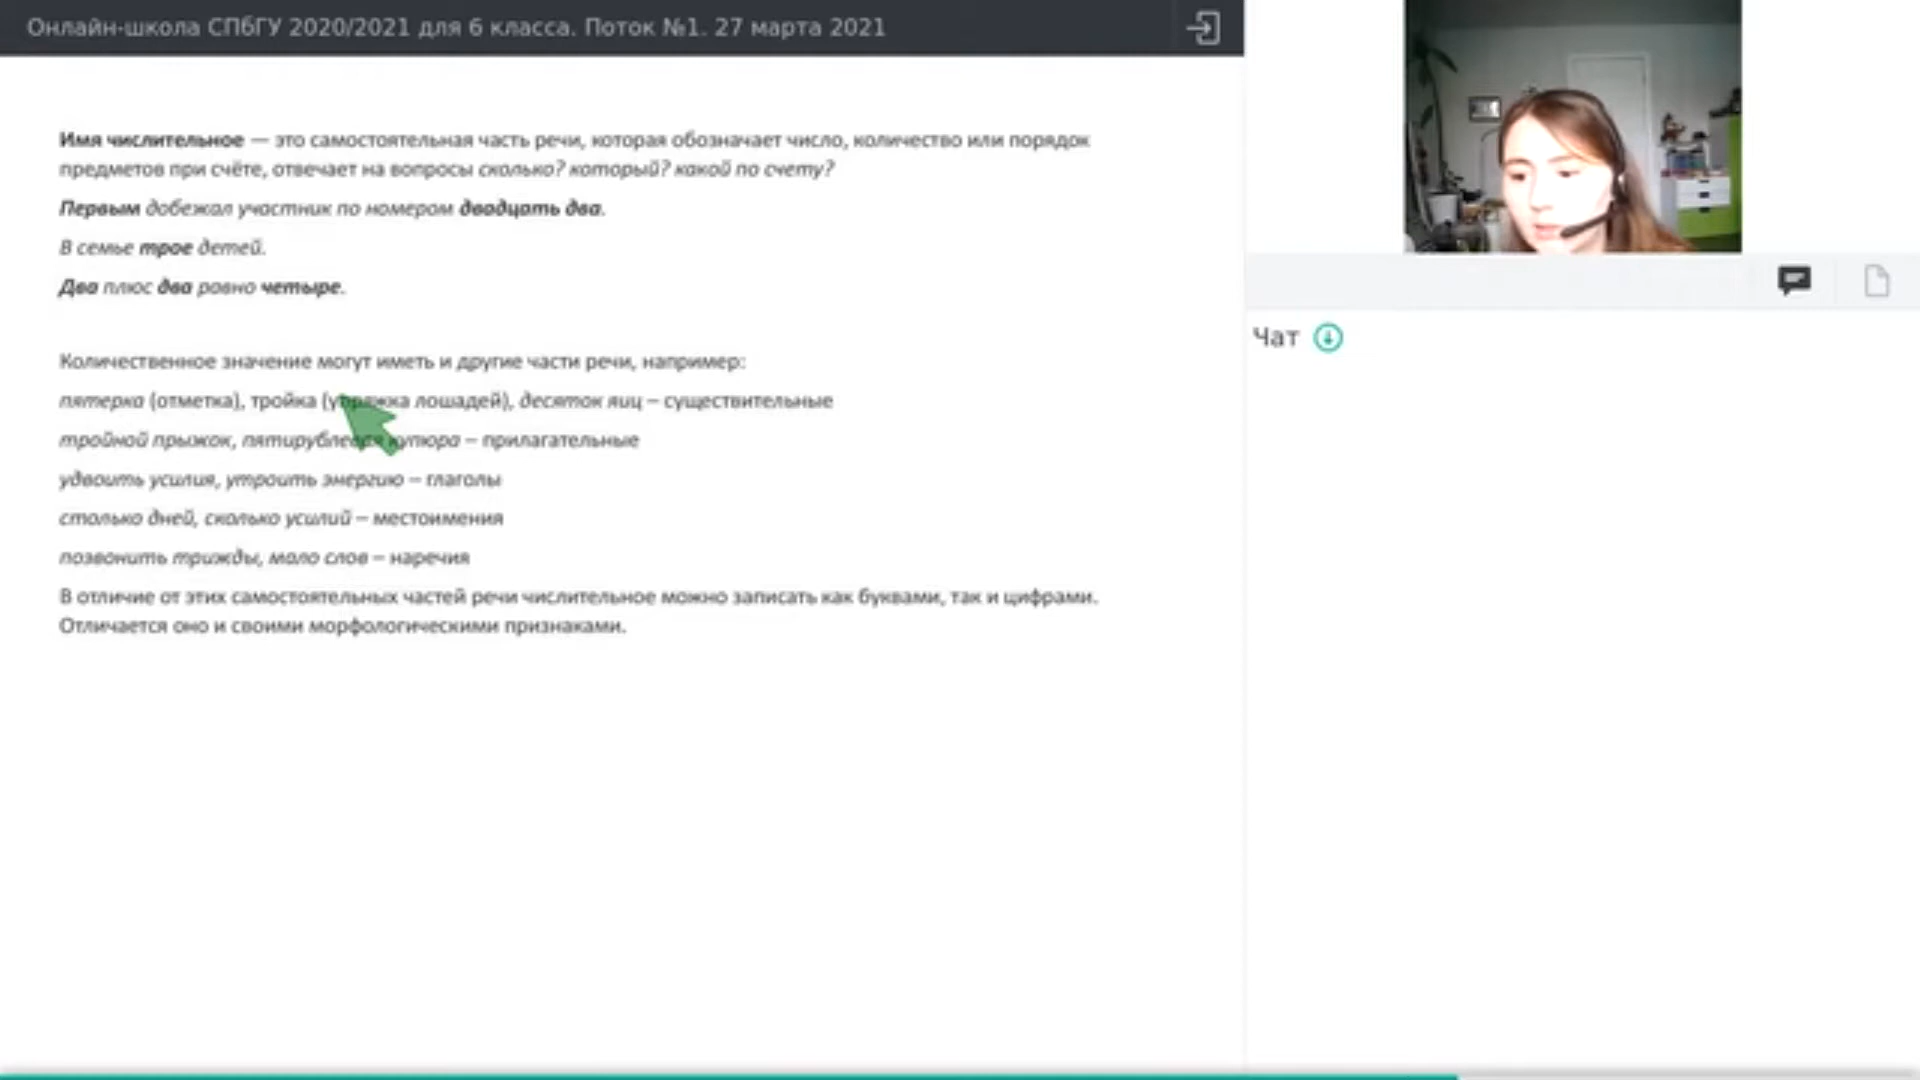 Онлайн-школа СПбГУ 2020/2021 для 6 класса. Поток №1. 27 марта 2021
Имя числительное — это самостоятельная часть речи, которая обозначает число, количество или порядок
предметов при счёте, отвечает на вопросы сколько? который? какой по счету?
Первым добежал участник по номером двадцать два.
В семье трое детей.
Два плюс два равно четыре.
Количественное значение могут иметь и другие части речи, например:
пятерка (отметка), тройка (упряжка лошадей), десяток яиц – существительные
тройной прыжок, пятирублевая купюра – прилагательные
удвоить усилия, утроить энергию – глаголы
столько дней, сколько усилий – местоимения
позвонить трижды, мало слов – наречия
В отличие от этих самостоятельных частей речи числительное можно записать как буквами, так и цифрами.
Отличается оно и своими морфологическими признаками.
Чат